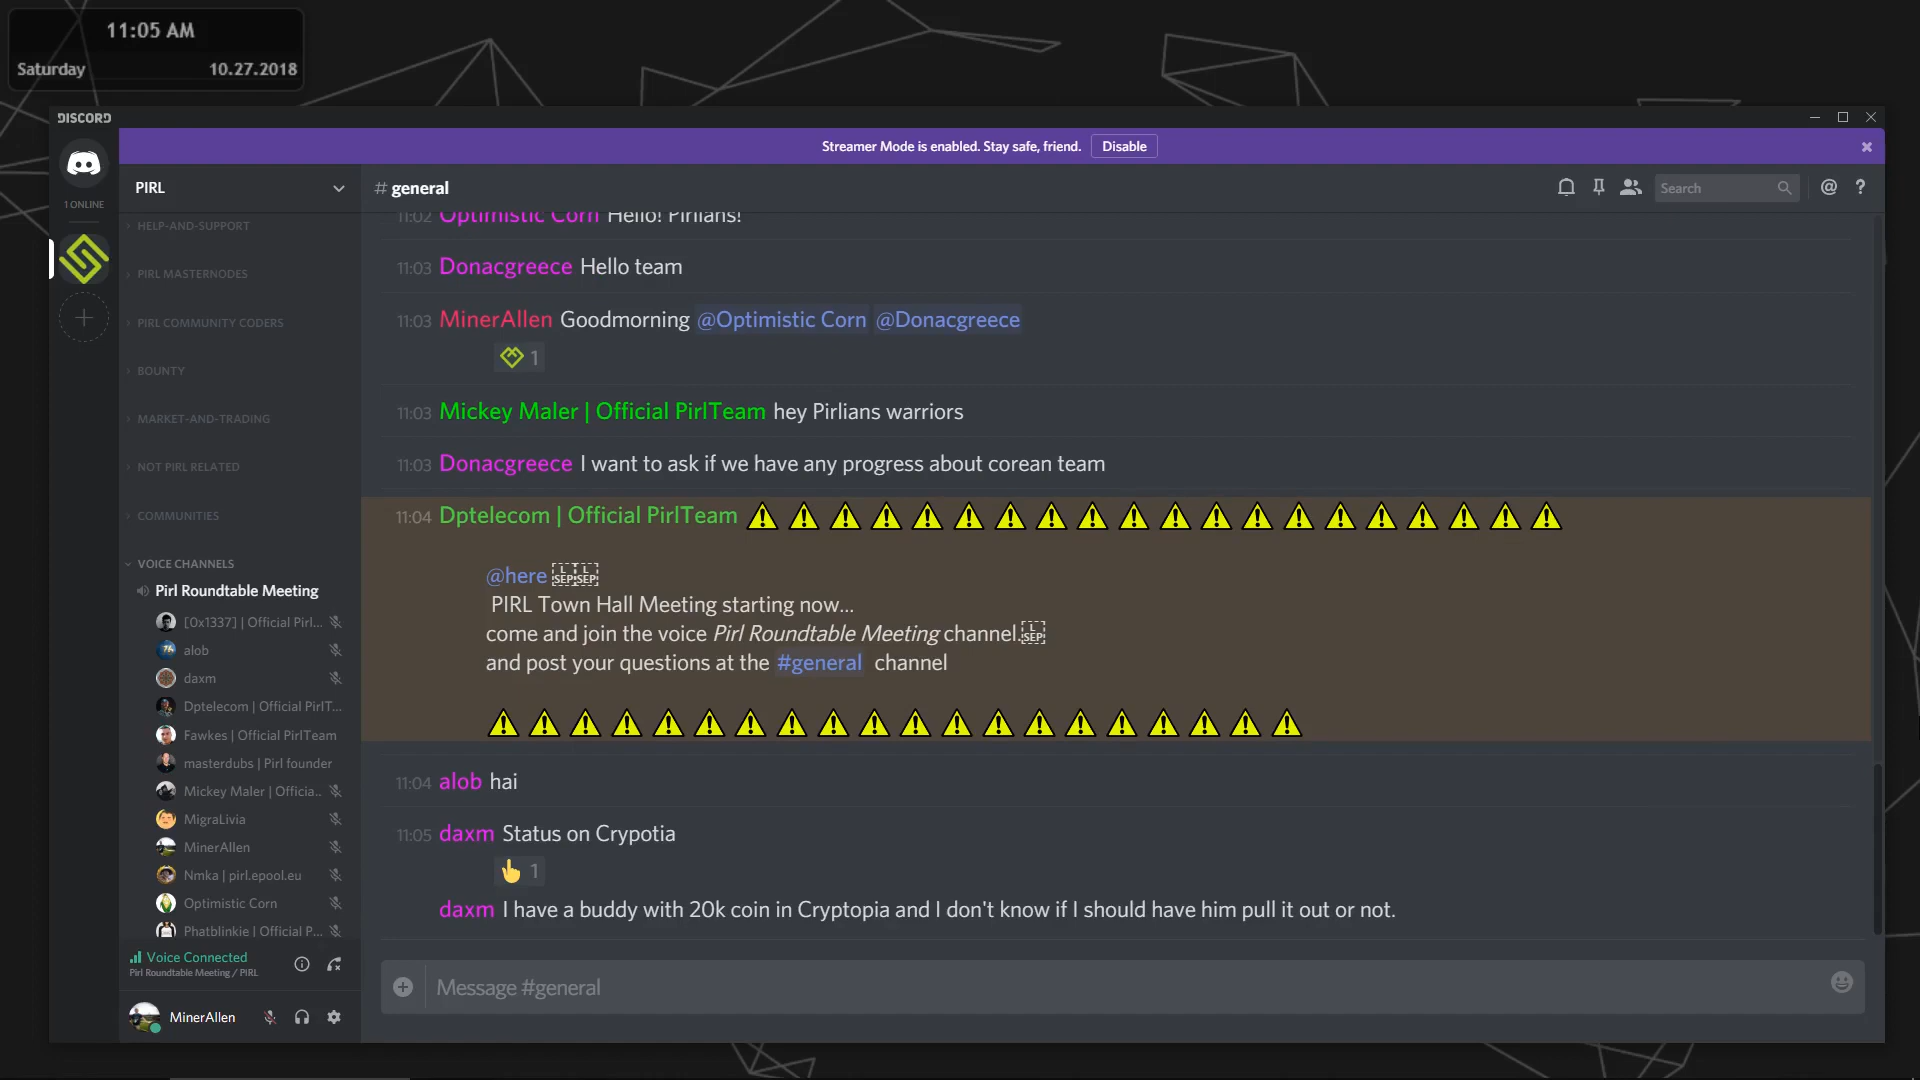 11:05 AM
Saturday 10.27.2018
DISCORD
Streamer Mode is enabled. Stay safe, friend. Disable
1 ONLINE
PIRL
# general
Search
@ ?
HELP-AND-SUPPORT
PIRL MASTERNODES
PIRL COMMUNITY CODERS
BOUNTY
MARKET-AND-TRADING
NOT PIRL RELATED
COMMUNITIES
VOICE CHANNELS
Pirl Roundtable Meeting
[0x1337] | Official Pirl...
alob
daxm
Dptelecom | Official PirlT...
Fawkes | Official PirlTeam
masterdubs | Pirl founder
Mickey Maler | Officia...
MigraLivia
MinerAllen
Nmka | pirl.epool.eu
Optimistic Corn
Phatblinkie | Official P...
Voice Connected
Pirl Roundtable Meeting / PIRL
MinerAllen
11:02 Optimistic Corn Hello! Pirlians!
11:03 Donacgreece Hello team
11:03 MinerAllen Goodmorning @Optimistic Corn @Donacgreece
1
11:03 Mickey Maler | Official PirlTeam hey Pirlians warriors
11:03 Donacgreece I want to ask if we have any progress about corean team
11:04 Dptelecom | Official PirlTeam ⚠ ⚠ ⚠ ⚠ ⚠ ⚠ ⚠ ⚠ ⚠ ⚠ ⚠ ⚠ ⚠ ⚠ ⚠ ⚠ ⚠ ⚠ ⚠ ⚠
@here L SEP L SEP
PIRL Town Hall Meeting starting now...
come and join the voice Pirl Roundtable Meeting channel. L SEP
and post your questions at the #general channel
⚠ ⚠ ⚠ ⚠ ⚠ ⚠ ⚠ ⚠ ⚠ ⚠ ⚠ ⚠ ⚠ ⚠ ⚠ ⚠ ⚠ ⚠ ⚠ ⚠
11:04 alob hai
11:05 daxm Status on Crypotia
1
daxm I have a buddy with 20k coin in Cryptopia and I don't know if I should have him pull it out or not.
Message #general